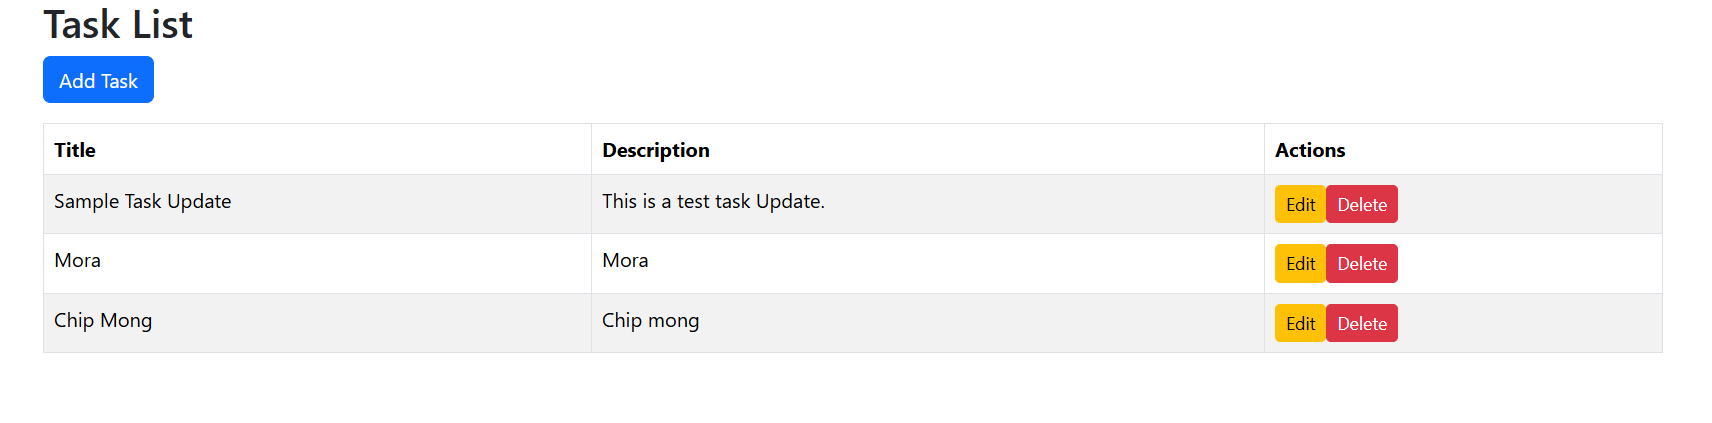 Task List
Add Task
Title Description Actions
Sample Task Update This is a test task Update. Edit Delete
Mora Mora Edit Delete
Chip Mong Chip mong Edit Delete